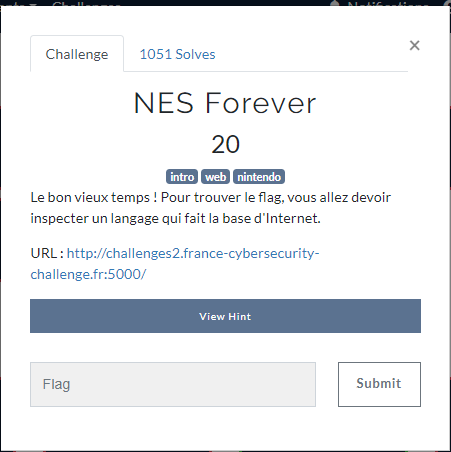 Challenges
Notifications
Challenge
1051 Solves
×
NES Forever
20
intro web nintendo
Le bon vieux temps ! Pour trouver le flag, vous allez devoir
inspecter un langage qui fait la base d'Internet.
URL : http://challenges2.france-cybersecurity-
challenge.fr:5000/
View Hint
Flag
Submit